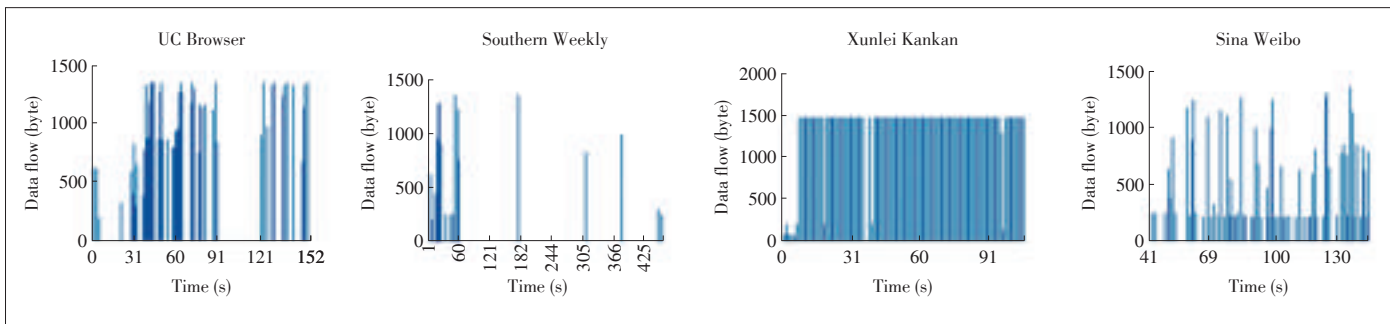 UC Browser
1500
1000
500
0
Data flow (byte)
0 31 60 91 121 152
Time (s)
Southern Weekly
1500
1000
500
0
Data flow (byte)
1 60 121 182 244 305 366 425
Time (s)
Xunlei Kankan
2000
1500
1000
500
0
Data flow (byte)
0 31 91
Time (s)
Sina Weibo
1500
1000
500
0
Data flow (byte)
41 69 100 130
Time (s)